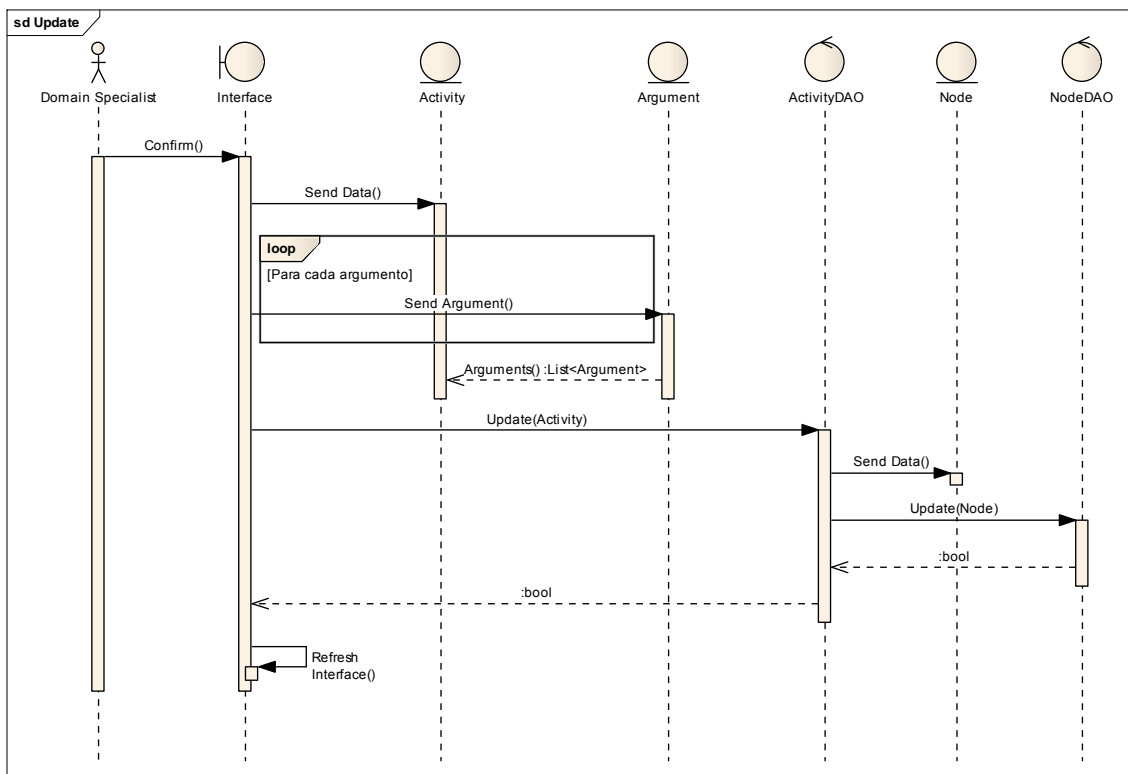 sd Update
Domain Specialist
Interface
Activity
Argument
ActivityDAO
Node
NodeDAO
Confirm()
Send Data()
loop
[Para cada argumento]
Send Argument()
Arguments() :List<Argument>
Update(Activity)
Send Data()
Update(Node)
:bool
:bool
Refresh
Interface()